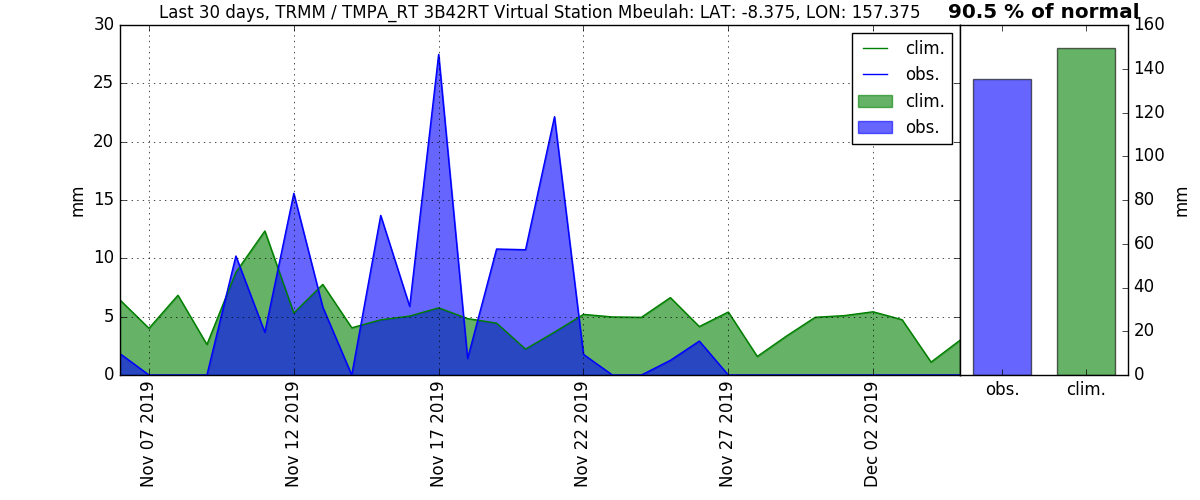 Last 30 days, TRMM / TMPA_RT 3B42RT Virtual Station Mbeulah: LAT: -8.375, LON: 157.375
90.5 % of normal
30
25
20
15
10
5
0
mm
clim.
obs.
clim.
obs.
Nov 07 2019
Nov 12 2019
Nov 17 2019
Nov 22 2019
Nov 27 2019
Dec 02 2019
160
140
120
100
80
60
40
20
0
mm
obs.
clim.